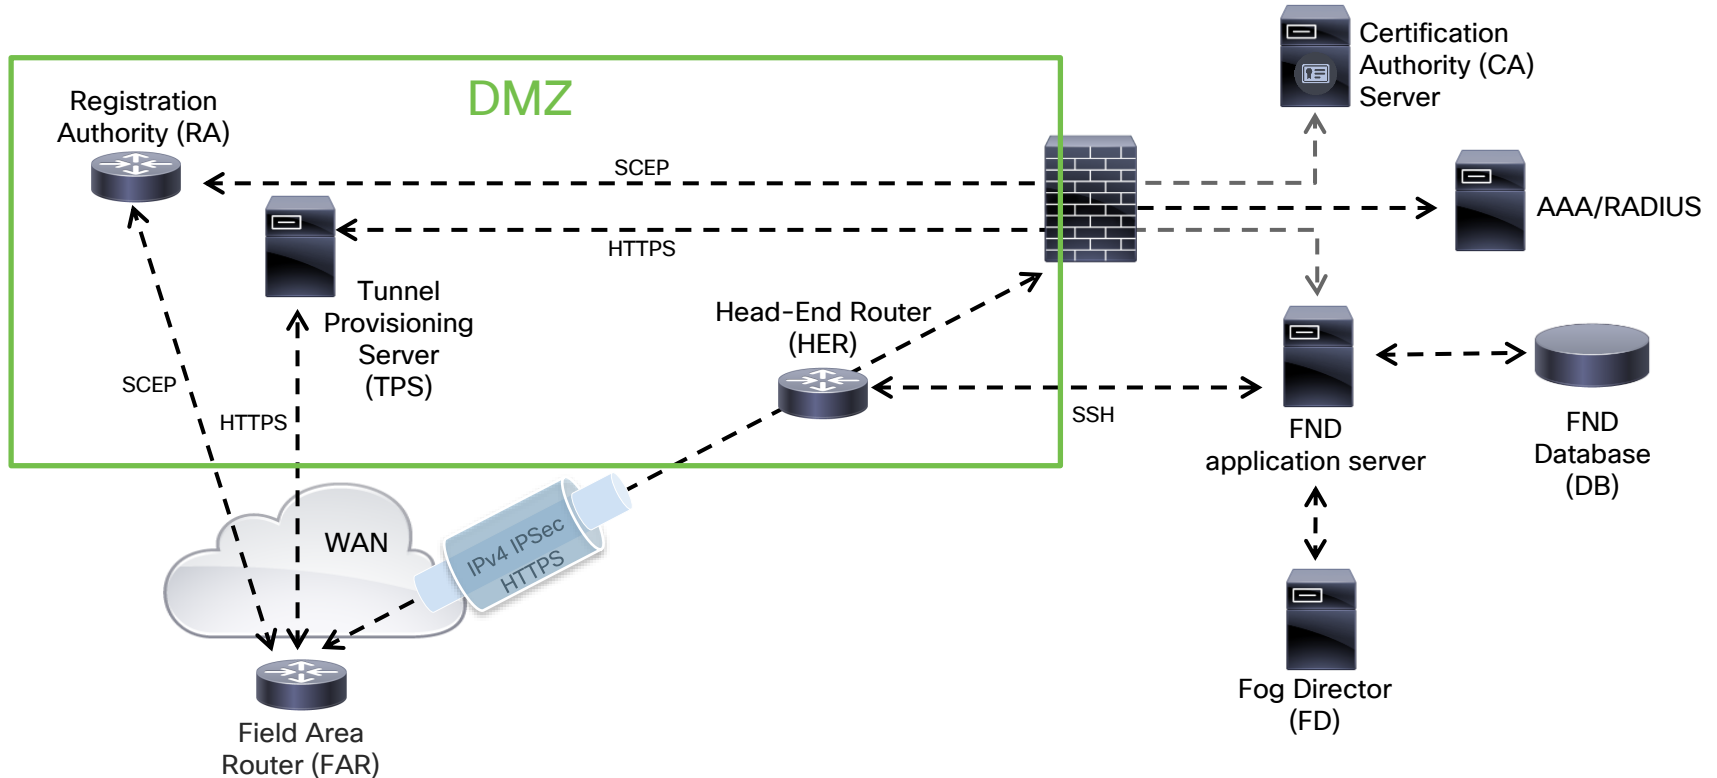 DMZ
Registration
Authority (RA)
Certification
Authority (CA)
Server
SCEP
AAA/RADIUS
HTTPS
Tunnel
Provisioning
Server
(TPS)
Head-End Router
(HER)
SCEP
HTTPS
SSH
FND
application server
FND
Database
(DB)
WAN
IPv4 IPSec
HTTPS
Fog Director
(FD)
Field Area
Router (FAR)